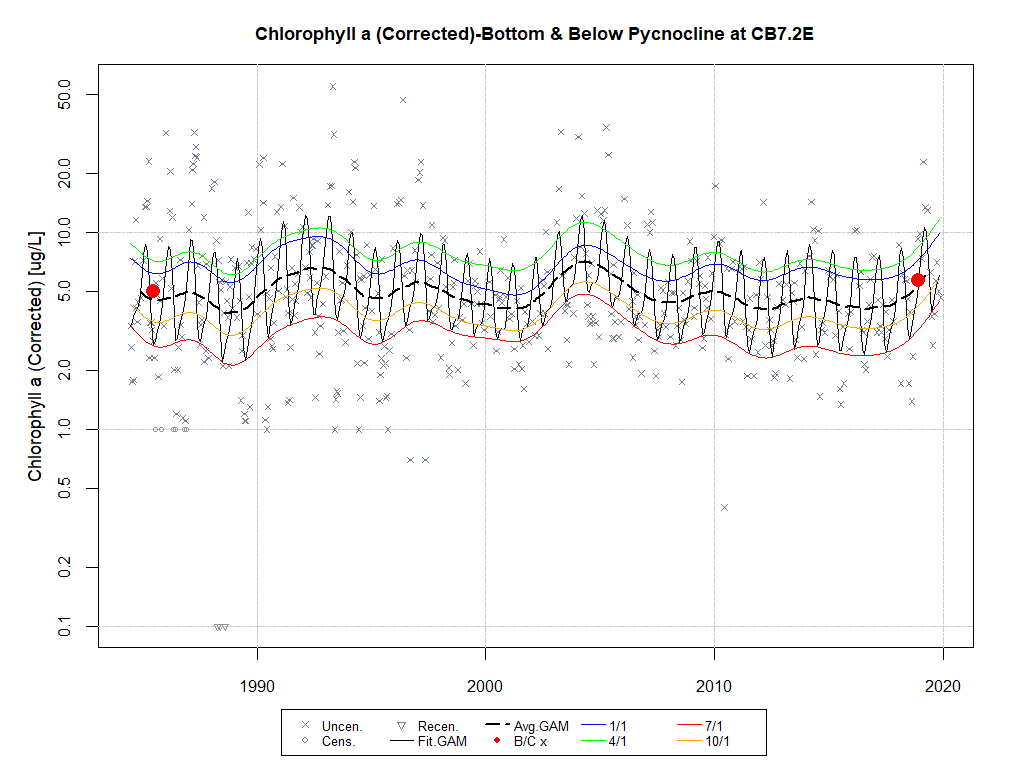 Chlorophyll a (Corrected)-Bottom & Below Pycnocline at CB7.2E
Chlorophyll a (Corrected) [ug/L]
50.0
20.0
10.0
5.0
2.0
1.0
0.5
0.2
0.1
1990 2000 2010 2020
Uncen. Recen. Avg.GAM 1/1 7/1
Cens. Fit.GAM B/C x 4/1 10/1